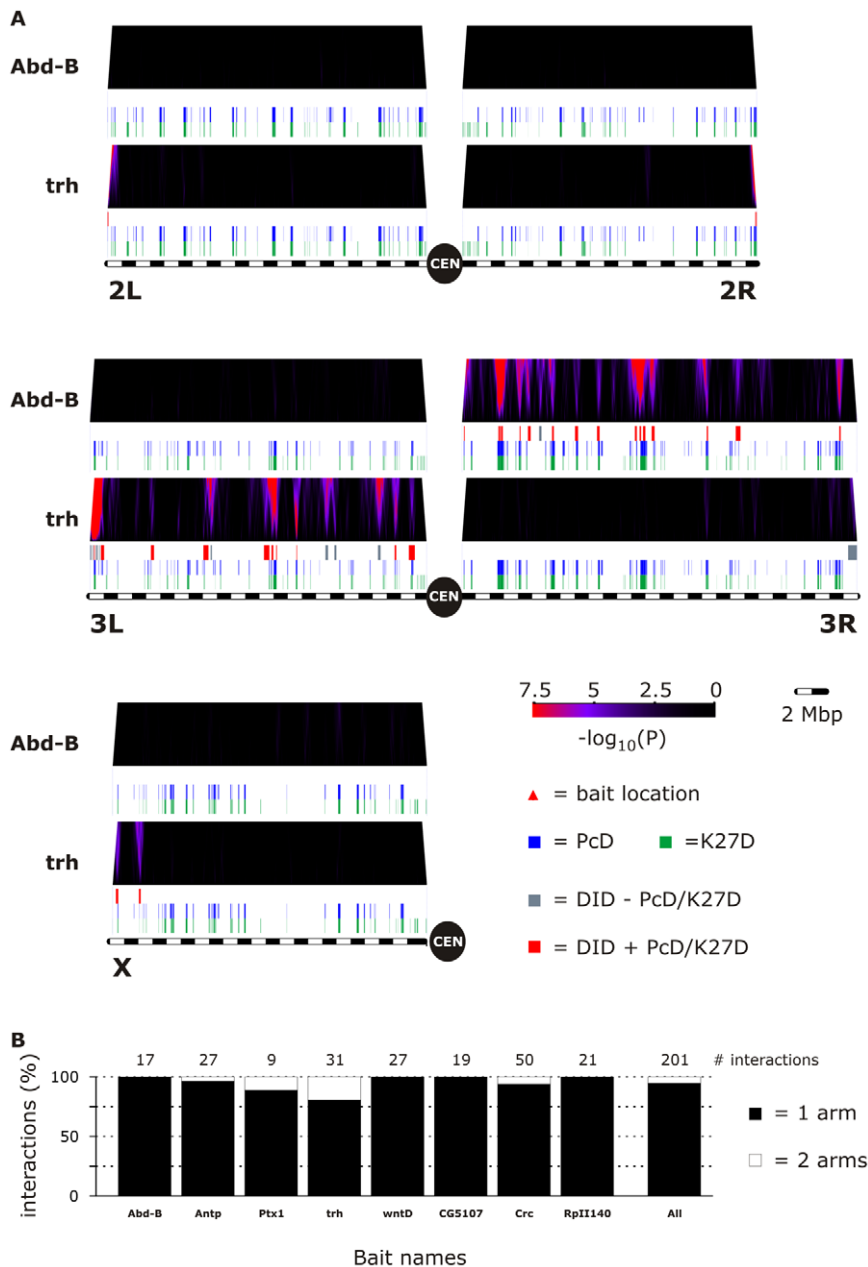 A
Abd-B
trh
CEN
2L
2R
Abd-B
trh
CEN
3L
3R
Abd-B
trh
CEN
X
7.5 5 2.5 0
-log10(P)
2 Mbp
= bait location
= PcD
=K27D
= DID - PcD/K27D
= DID + PcD/K27D
B
17 27 9 31 27 19 50 21 201 # interactions
interactions (%)
100
50
0
= 1 arm
= 2 arms
Abd-B Antp Ptx1 trh wntD CG5107 Crc RpII140 All
Bait names